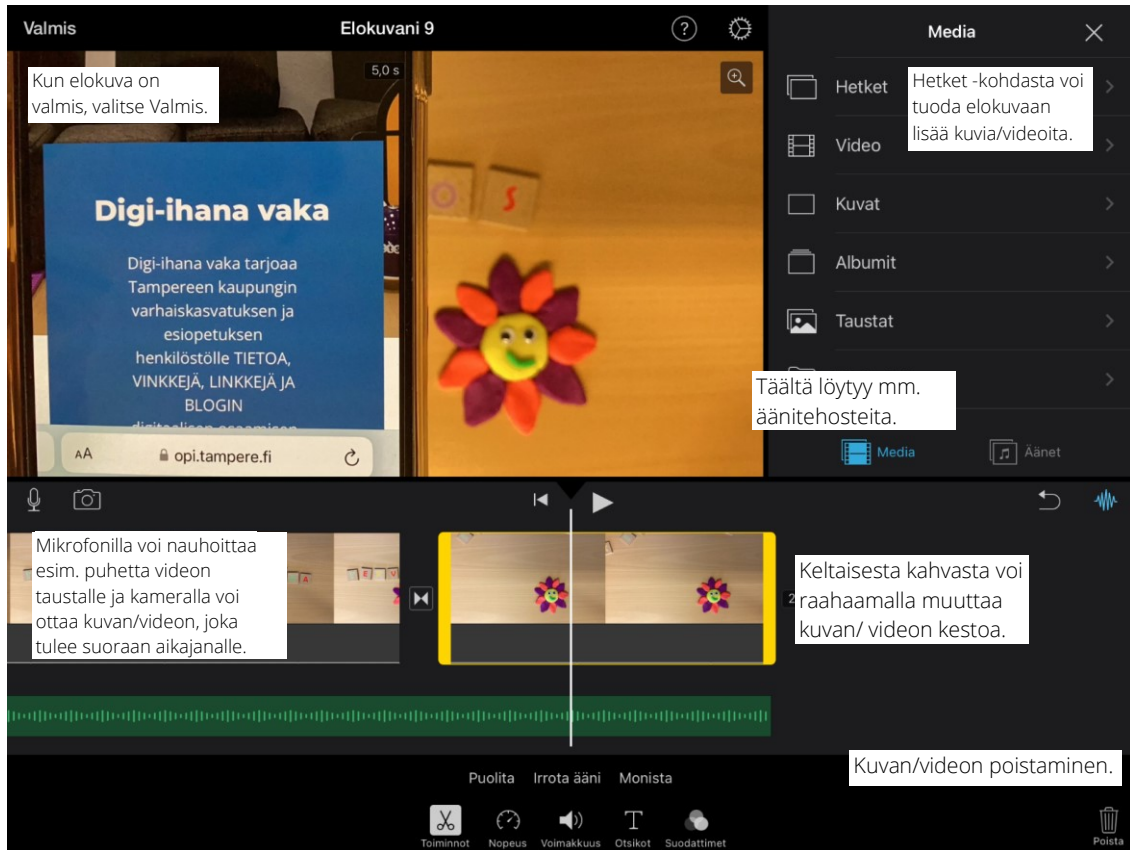 Valmis
Elokuvani 9
Media
Kun elokuva on
valmis, valitse Valmis.
5,0 s
Digi-ihana vaka
Digi-ihana vaka tarjoaa
Tampereen kaupungin
varhaiskasvatuksen ja
esiopetuksen
henkilöstölle TIETOA,
VINKKEJÄ, LINKKEJÄ JA
BLOGIN
digitaalisen osaamisen
AA
opi.tampere.fi
S
Hetket
Hetket -kohdasta voi
tuoda elokuvaan
lisää kuvia/videoita.
Video
Kuvat
Albumit
Taustat
Täältä löytyy mm.
äänitehosteita.
Media
Äänet
Mikrofonilla voi nauhoittaa
esim. puhetta videon
taustalle ja kameralla voi
ottaa kuvan/videon, joka
tulee suoraan aikajanalle.
A
E
Keltaisesta kahvasta voi
raahaamalla muuttaa
kuvan/ videon kestoa.
2
Kuvan/videon poistaminen.
Puolita
Irrota ääni
Monista
Toiminnot
Nopeus
Voimakkuus
Otsikot
Suodattimet
Poista